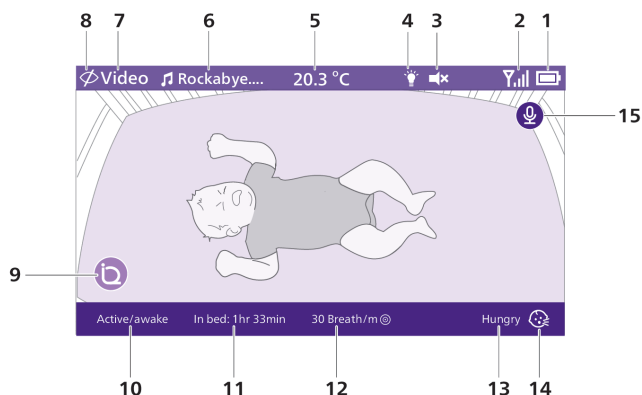 8 7 6 5 4 3 2 1
Video Rockabye.... 20.3 °C
15
9
Active/awake In bed: 1hr 33min 30 Breath/m Hungry
10 11 12 13 14